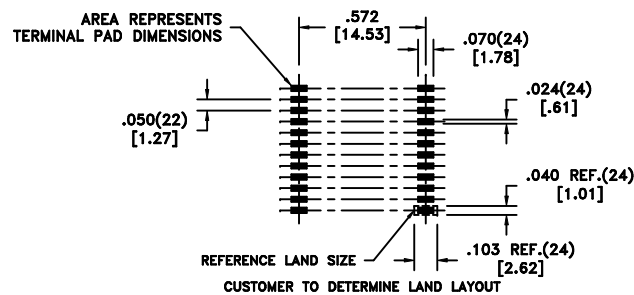 AREA REPRESENTS
TERMINAL PAD DIMENSIONS
.572
[14.53]
.070(24)
[1.78]
.024(24)
[.61]
.050(22)
[1.27]
.040 REF.(24)
[1.01]
REFERENCE LAND SIZE
.103 REF.(24)
[2.62]
CUSTOMER TO DETERMINE LAND LAYOUT